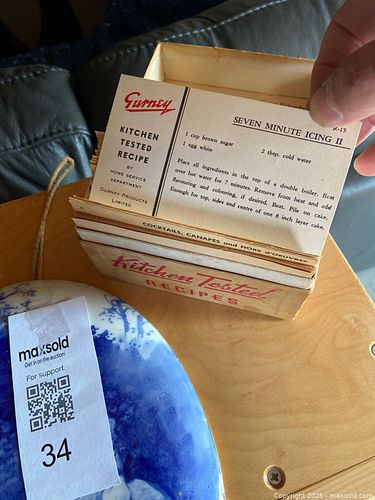 Gurney
KITCHEN
TESTED
RECIPE
BY
HOME SERVICE
DEPARTMENT
GURNEY PRODUCTS
LIMITED
R-15
SEVEN MINUTE ICING II
1 cup brown sugar
1 egg white
2 tbsp. cold water
Place all ingredients in the top of a double boiler. Beat
over hot water for 7 minutes. Remove from heat and add
flavouring and colouring, if desired. Beat. Pile on cake.
Enough for top, sides and centre of one 8 inch layer cake.
COCKTAILS, CANAPES and HORS d'OEUVRES
Kitchen Tested
RECIPES
maxsold
Get in on the auction!
For support:
34
Copyright 2025 - maxsold.com